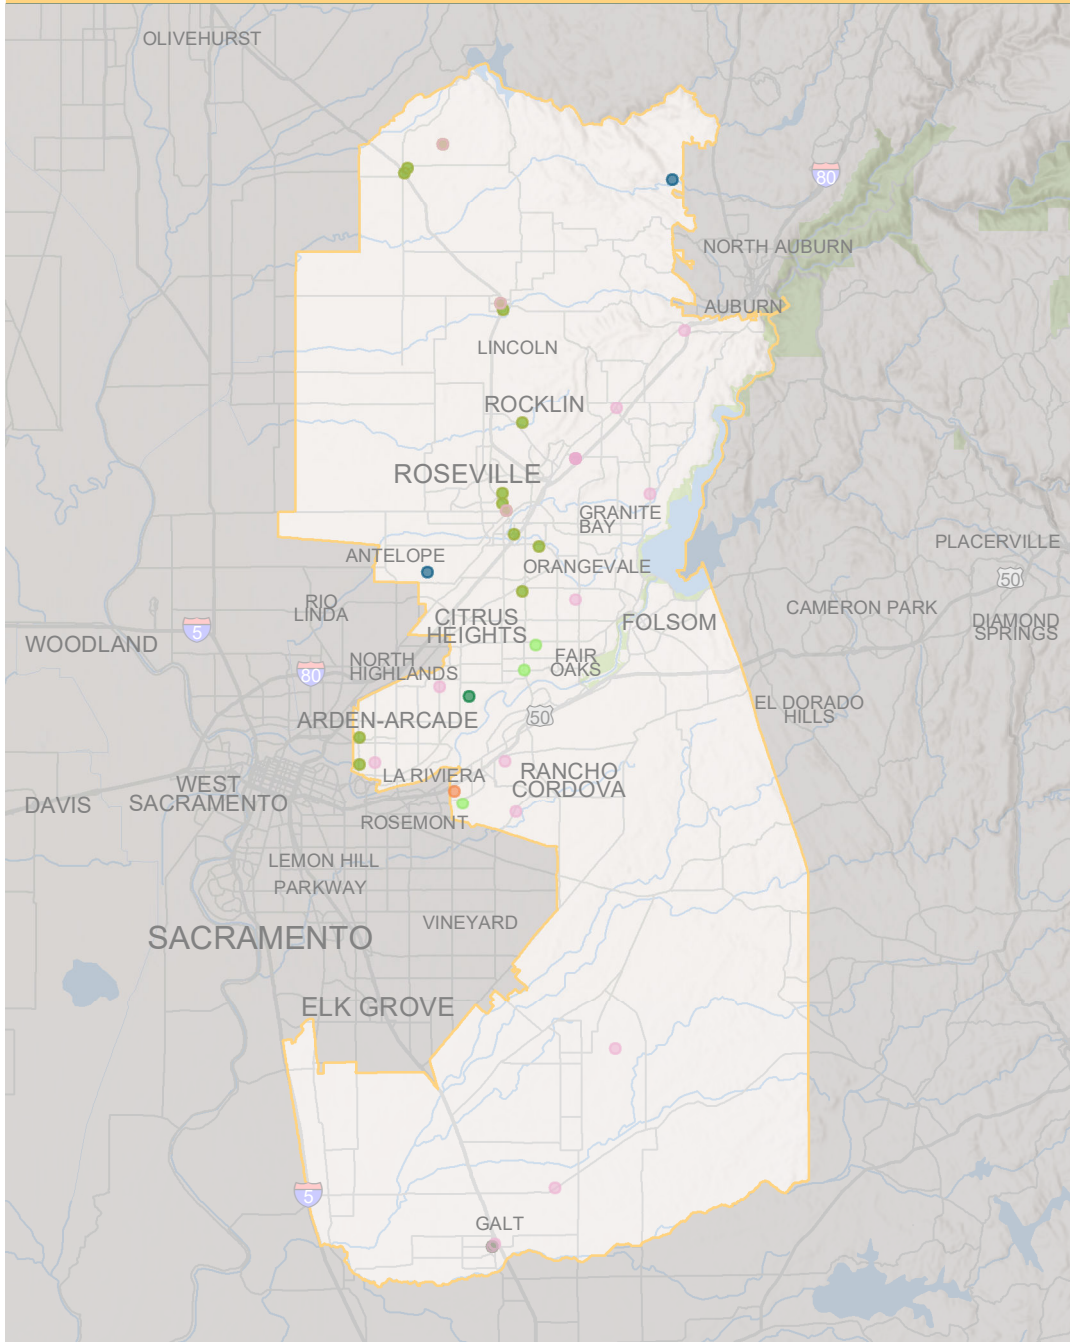 OLIVEHURST
80
NORTH AUBURN
AUBURN
LINCOLN
ROCKLIN
ROSEVILLE
GRANITE
BAY
ANTELOPE
ORANGEVALE
PLACERVILLE
50
RIO
LINDA
CAMERON PARK
DIAMOND
SPRINGS
CITRUS
HEIGHTS
FOLSOM
5
WOODLAND
NORTH
HIGHLANDS
80
FAIR
OAKS
EL DORADO
HILLS
ARDEN-ARCADE
50
LA RIVIERA
RANCHO
CORDOVA
WEST
SACRAMENTO
DAVIS
ROSEMONT
LEMON HILL
PARKWAY
VINEYARD
SACRAMENTO
ELK GROVE
5
GALT